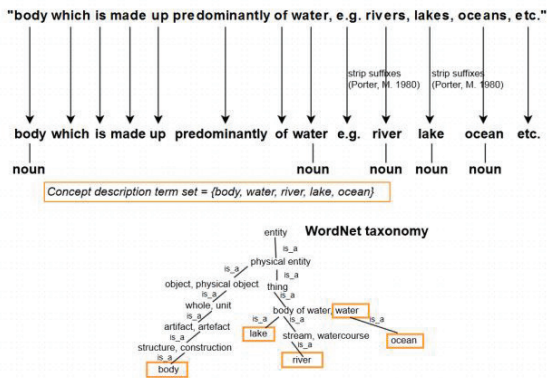 "body which is made up predominantly of water, e.g. rivers, lakes, oceans, etc."
strip suffixes
(Porter, M. 1980)
strip suffixes
(Porter, M. 1980)
body which is made up predominantly of water e.g. river lake ocean etc.
noun noun noun noun noun
Concept description term set = {body, water, river, lake, ocean}
WordNet taxonomy
entity
is_a
physical entity
is_a is_a
object, physical object thing
is_a is_a
whole, unit body of water, water
is_a is_a is_a is_a
artifact, artefact lake stream, watercourse ocean
is_a is_a
structure, construction river
is_a
body